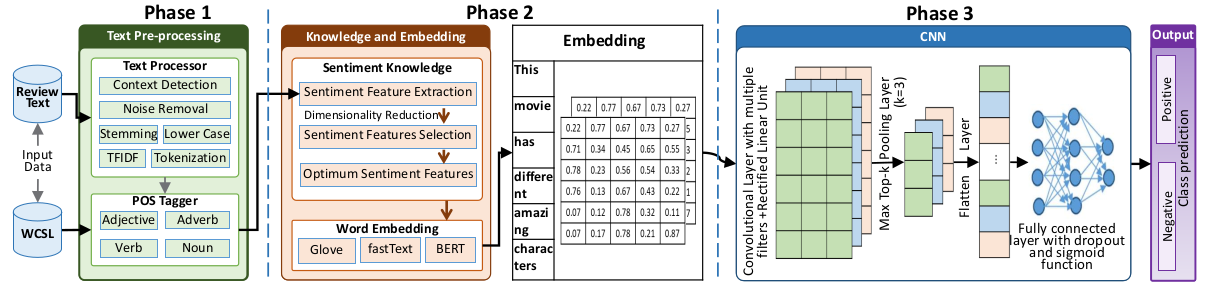 Phase 1
Phase 2
Phase 3
Review
Text
Input
Data
WCSL
Text Pre-processing
Text Processor
Context Detection
Noise Removal
Stemming
Lower Case
TFIDF
Tokenization
POS Tagger
Adjective
Adverb
Verb
Noun
Knowledge and Embedding
Sentiment Knowledge
Sentiment Feature Extraction
Dimensionality Reduction
Sentiment Features Selection
Optimum Sentiment Features
Word Embedding
Glove
fastText
BERT
Embedding
This
movie
has
differe
nt
amazi
ng
charac
ters
0.22 0.77 0.67 0.73 0.27
0.22 0.77 0.67 0.73 0.27 5
0.71 0.34 0.45 0.65 0.55 3
0.78 0.23 0.56 0.54 0.33 2
0.76 0.13 0.67 0.43 0.22 1
0.07 0.12 0.78 0.32 0.11 7
0.07 0.17 0.78 0.21 0.87
CNN
Convolutional Layer with multiple
filters +Rectified Linear Unit
Max Top-k Pooling Layer
(k=3)
Flatten Layer
...
Fully connected
layer with dropout
and sigmoid
function
Output
Positive
Negative
Class prediction